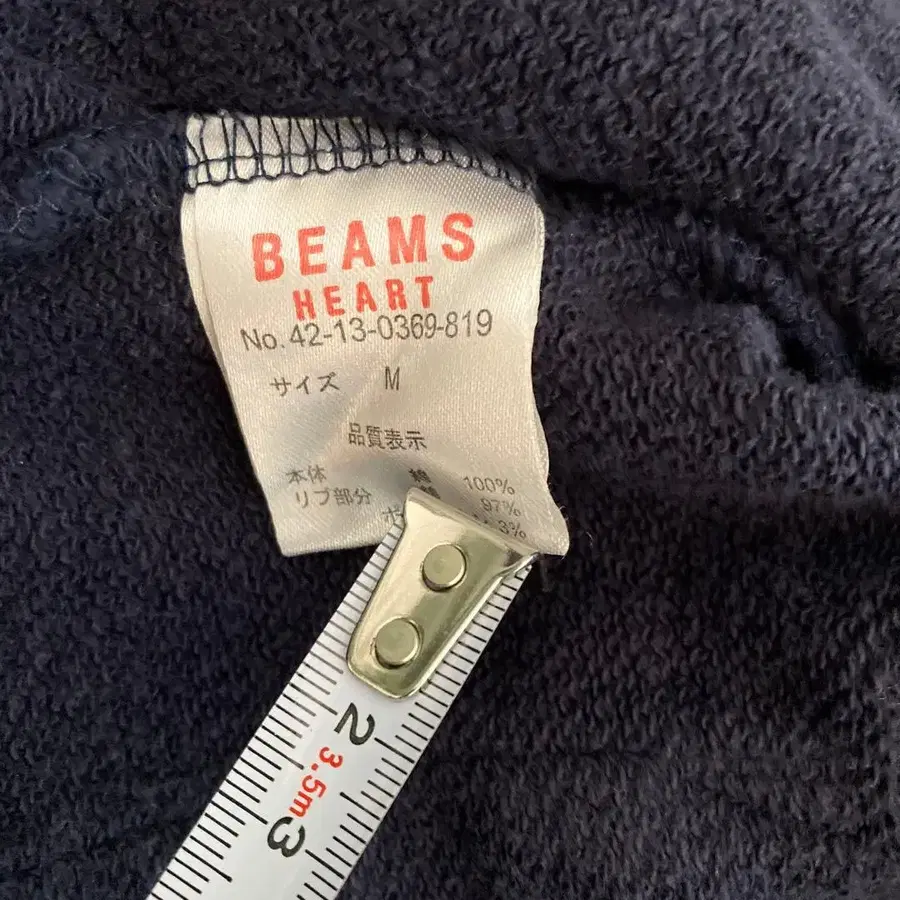 BEAMS
HEART
No. 42-13-0369-819
サイズ M
品質表示
本体 綿 100%
リブ部分 97%
3%
2
3.5m
3